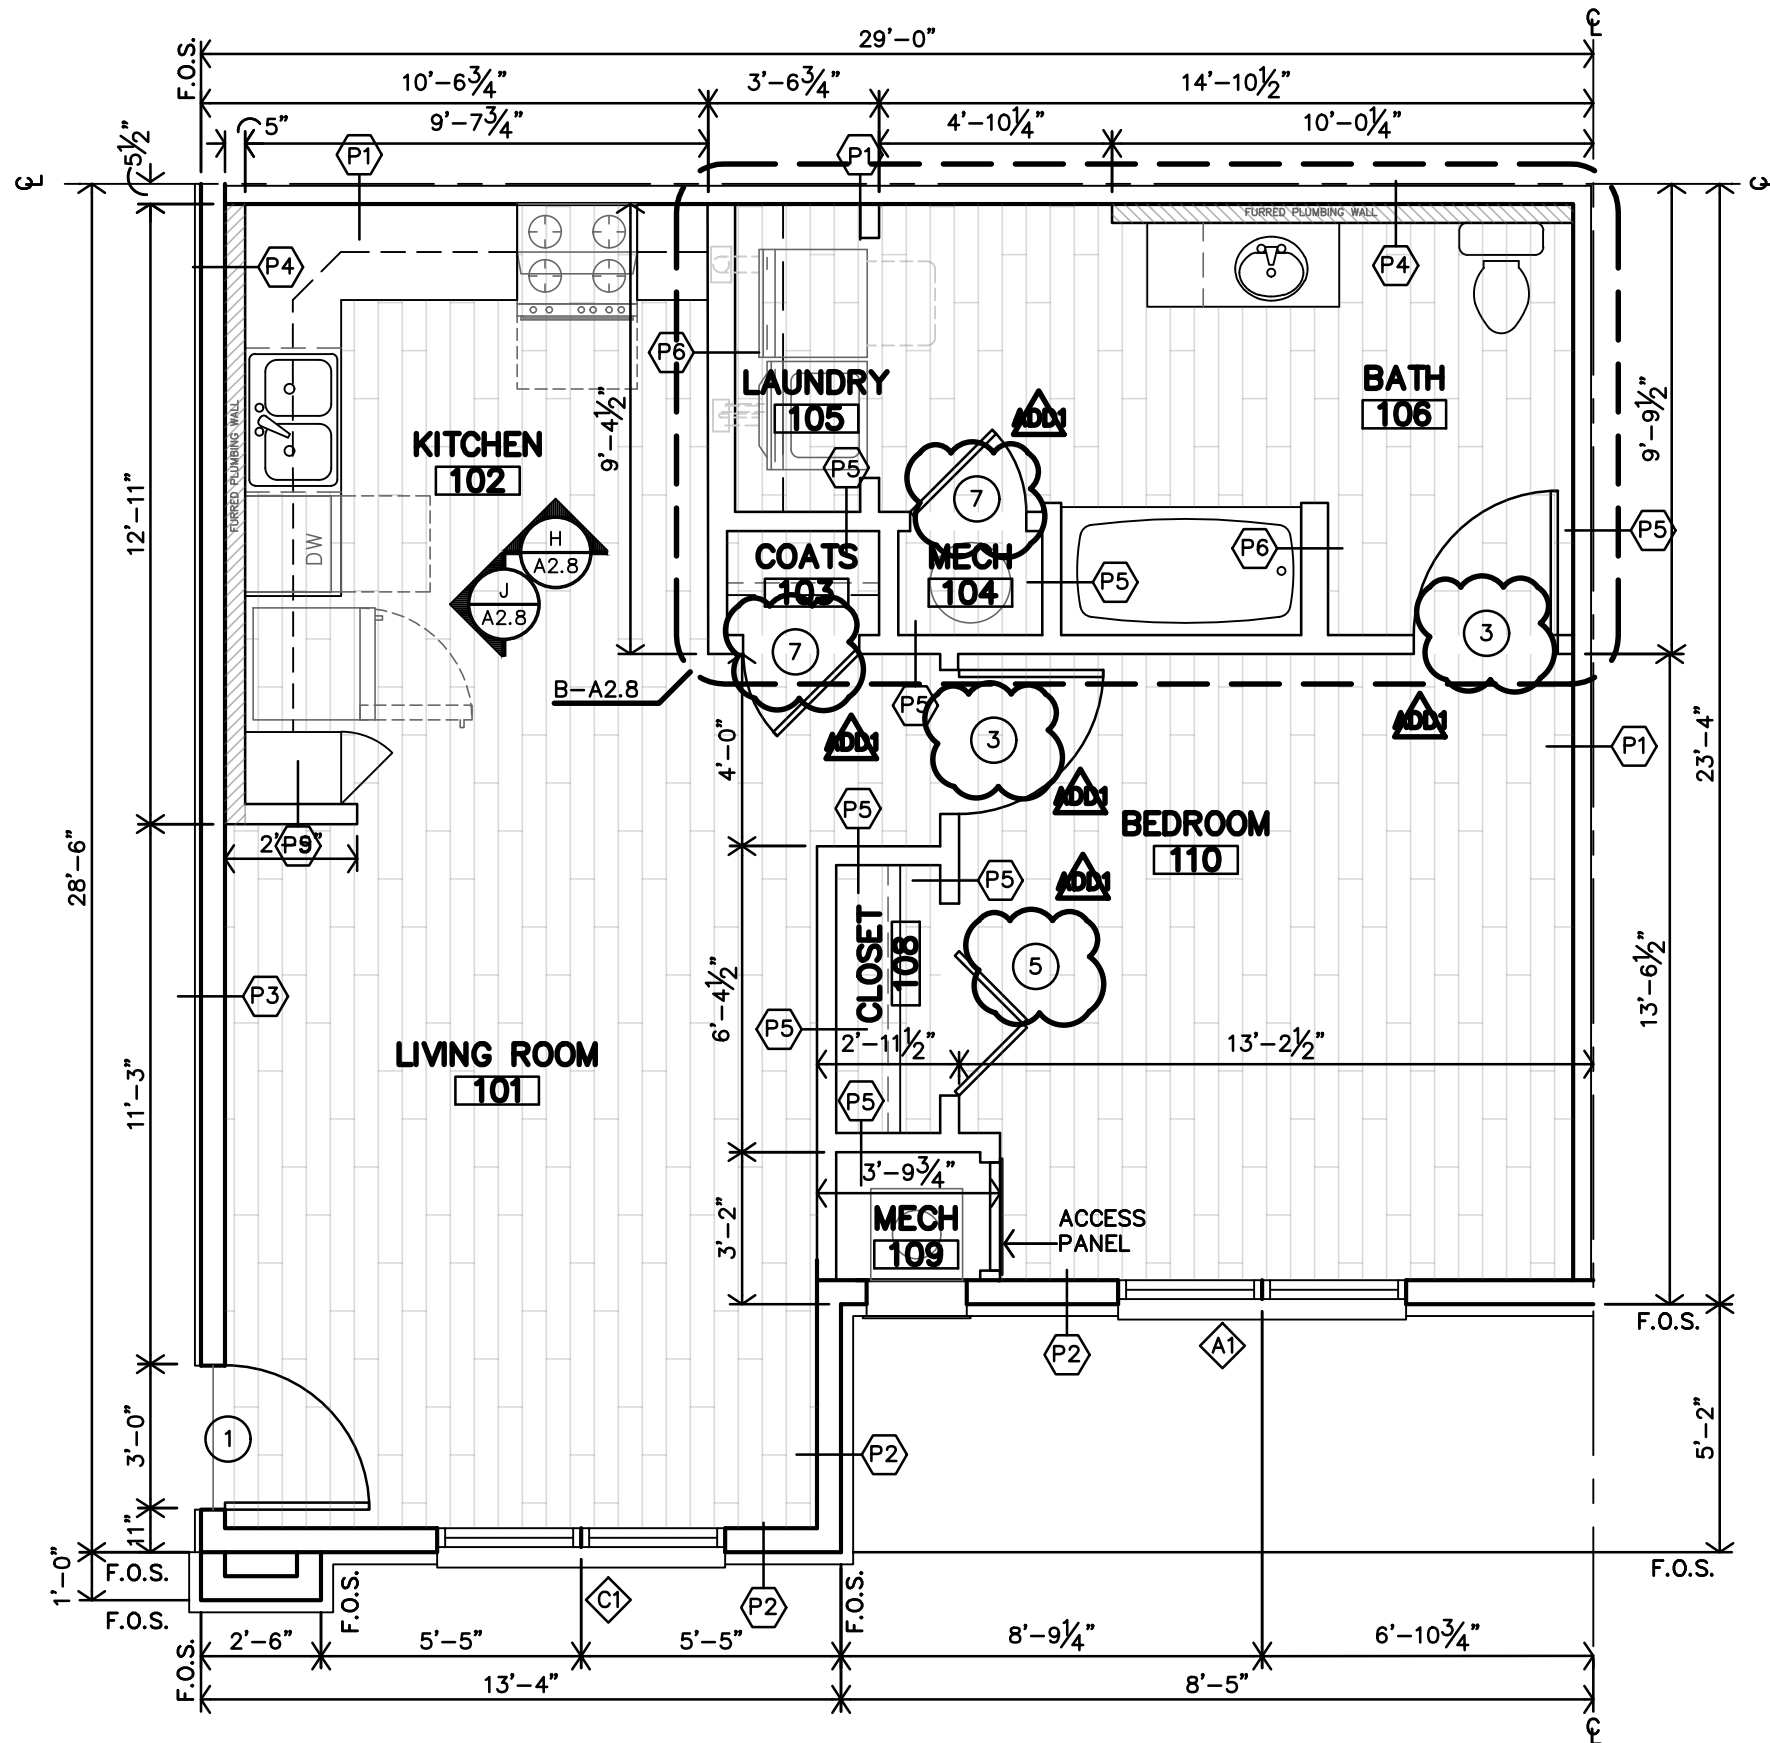 ℄
29'-0"
F.O.S.
10'-6¾"
3'-6¾"
14'-10½"
5"
9'-7¾"
4'-10¼"
10'-0¼"
5½"
P1
P1
℄
℄
FURRED PLUMBING WALL
P4
P4
P6
LAUNDRY
105
BATH
106
9'-4½"
9'-9½"
ADD1
KITCHEN
102
FURRED PLUMBING WALL
12'-11"
P5
7
DW
H
A2.8
J
A2.8
COATS
103
MECH
104
P5
P6
P5
7
3
B-A2.8
P5
3
ADD1
ADD1
P1
4'-0"
23'-4"
ADD1
P5
BEDROOM
110
2'-9"
P9
28'-6"
P5
ADD1
CLOSET
108
5
P3
6'-4½"
13'-6½"
P5
2'-11½"
13'-2½"
LIVING ROOM
101
11'-3"
P5
3'-9¾"
3'-2"
MECH
109
ACCESS
PANEL
F.O.S.
P2
A1
3'-0"
1
P2
5'-2"
11"
1'-0"
F.O.S.
F.O.S.
F.O.S.
F.O.S.
C1
P2
F.O.S.
F.O.S.
2'-6"
5'-5"
5'-5"
8'-9¼"
6'-10¾"
13'-4"
8'-5"
℄